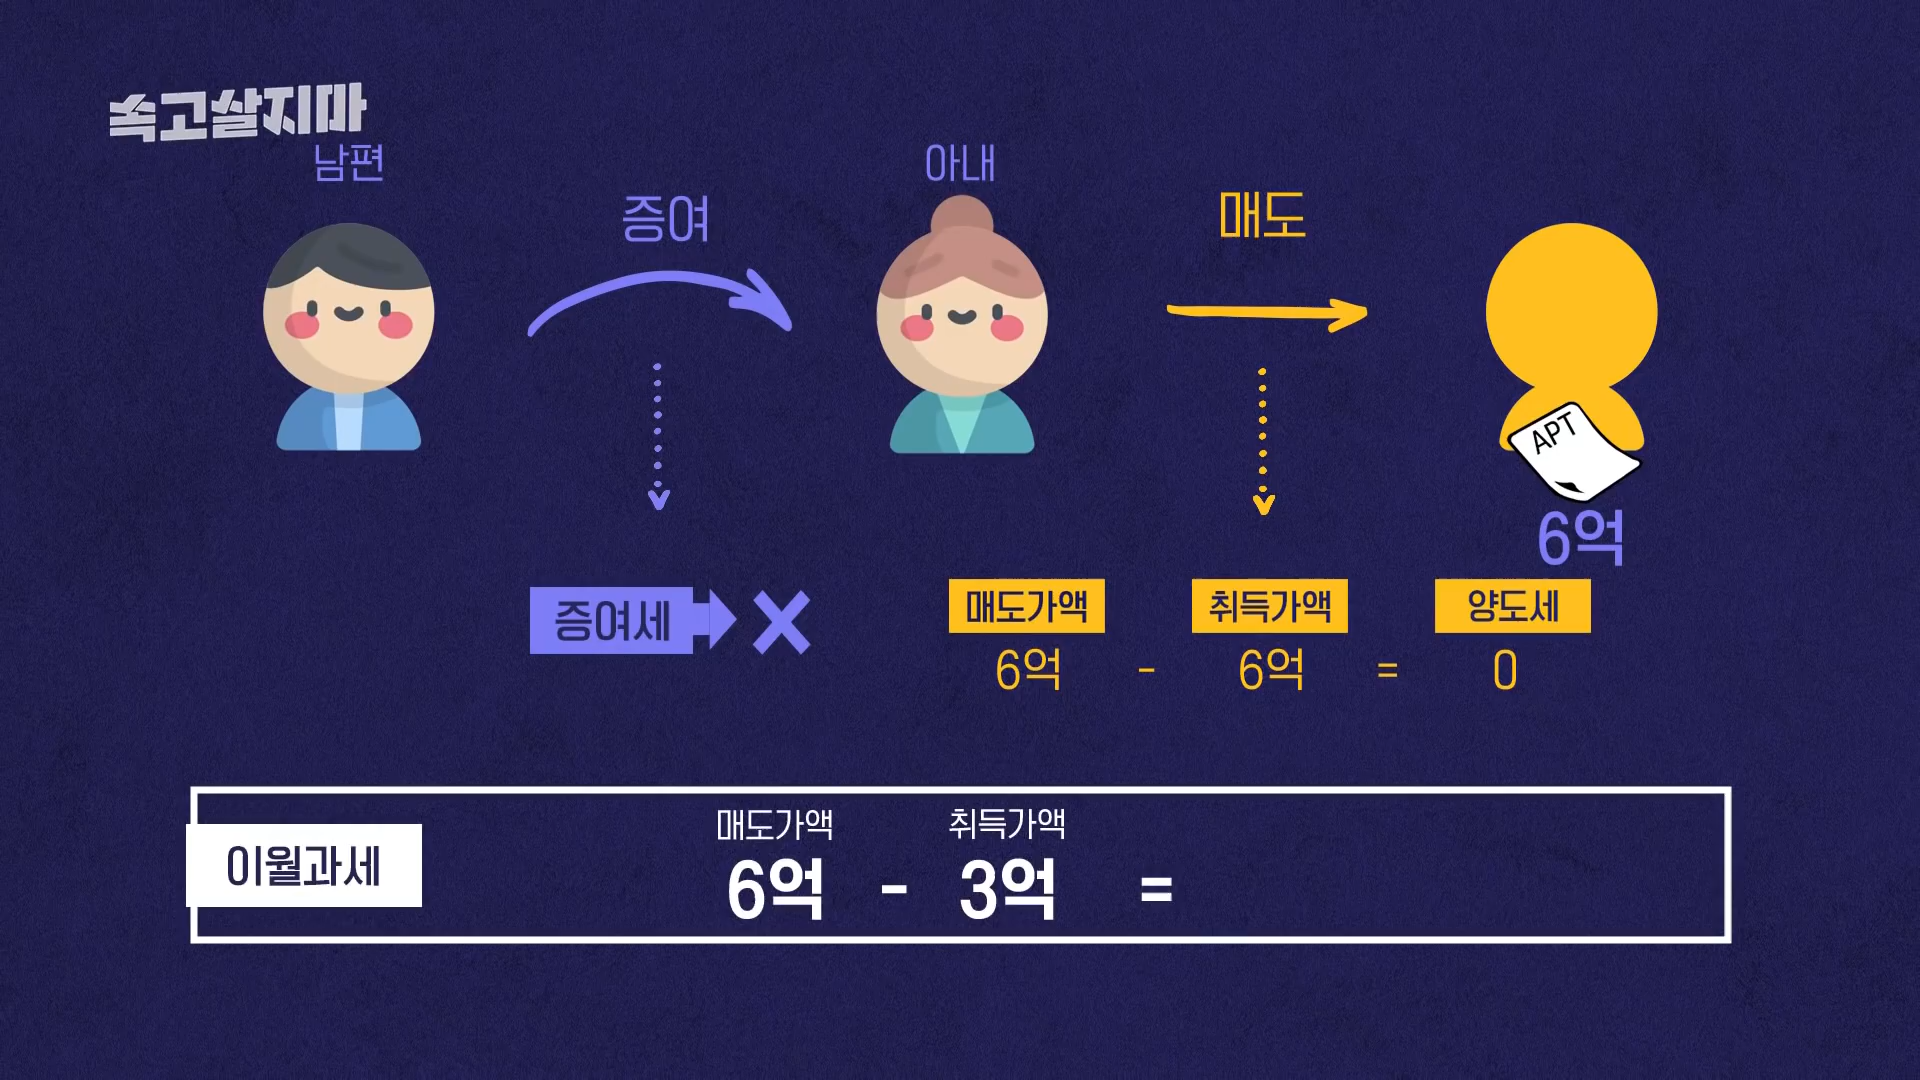 속고살지마
남편
아내
증여
매도
APT
6억
증여세 X
매도가액 취득가액 양도세
6억 - 6억 = 0
이월과세
매도가액 취득가액
6억 - 3억 =